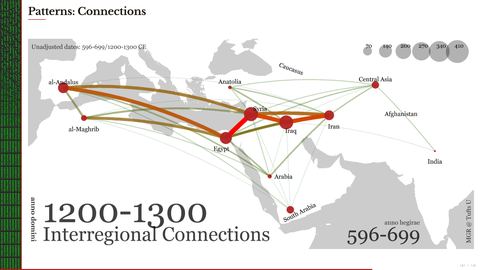 Patterns: Connections
Unadjusted dates: 596-699/1200-1300 CE
20 440 200 270 340 410
Caucasus
Anatolia
Central Asia
al-Andalus
Syria
Afghanistan
al-Maghrib
Iraq
Iran
Egypt
India
Arabia
South Arabia
anno domini
1200-1300
Interregional Connections
anno hegirae
596-699
MGR @ Tufts U